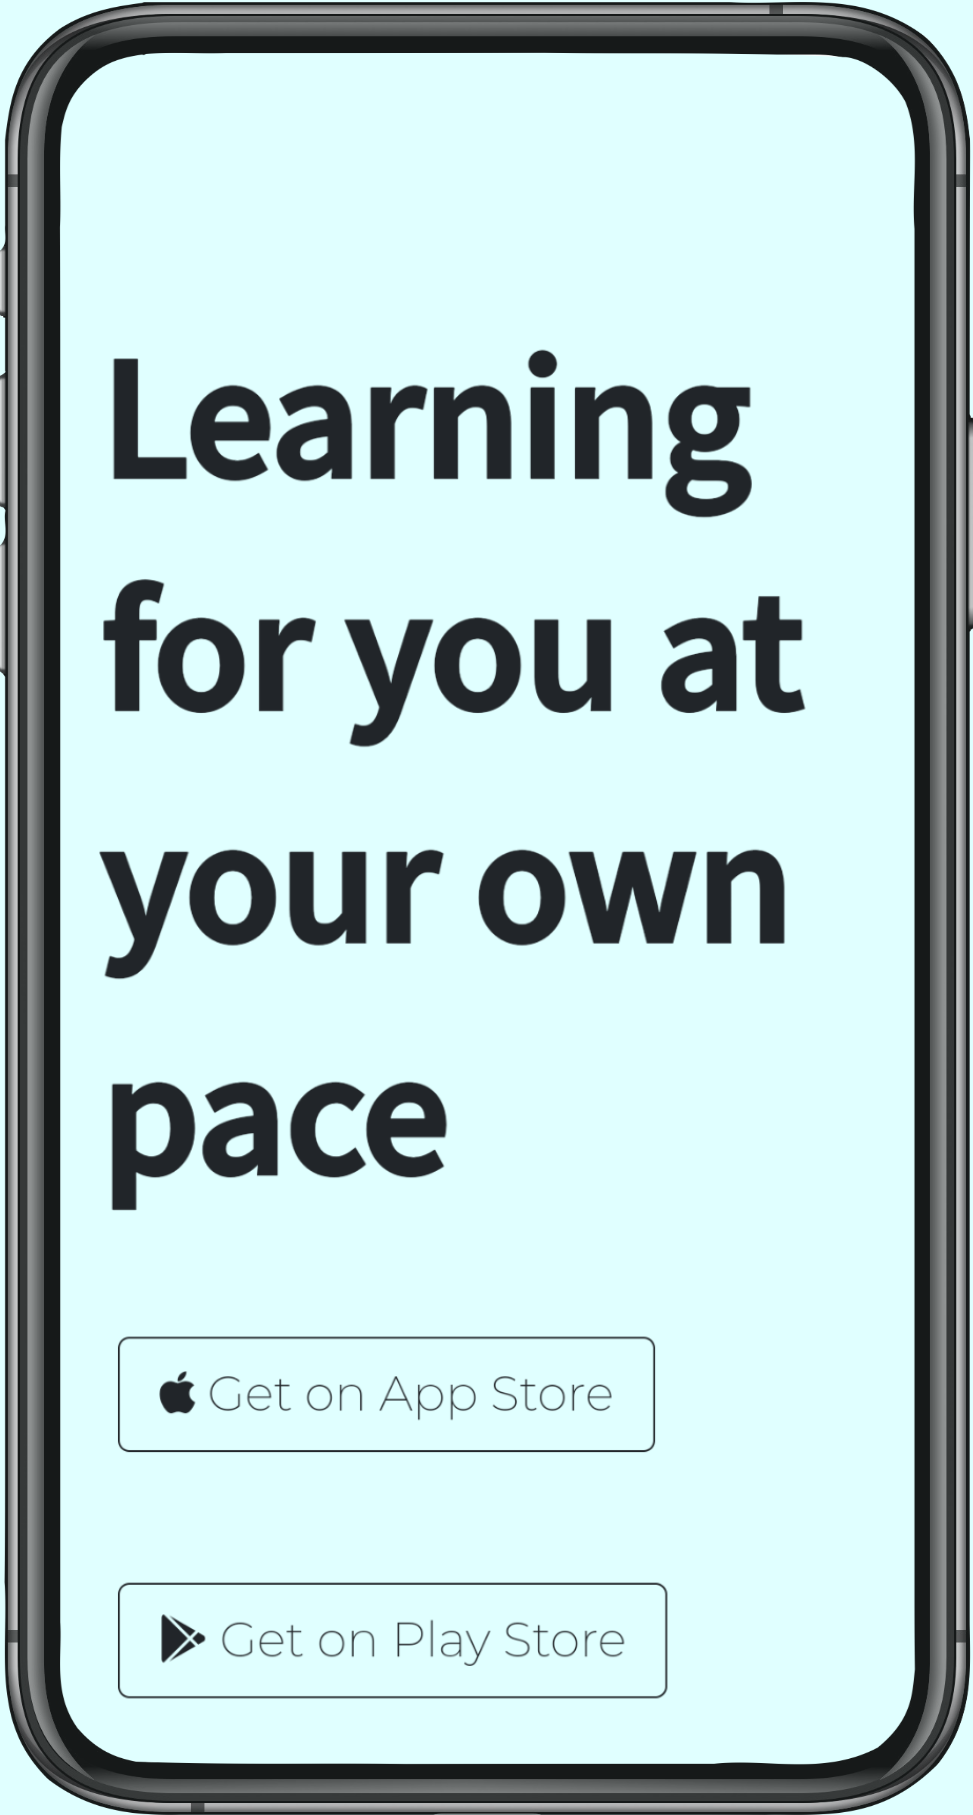 Learning
for you at
your own
pace
Get on App Store
Get on Play Store